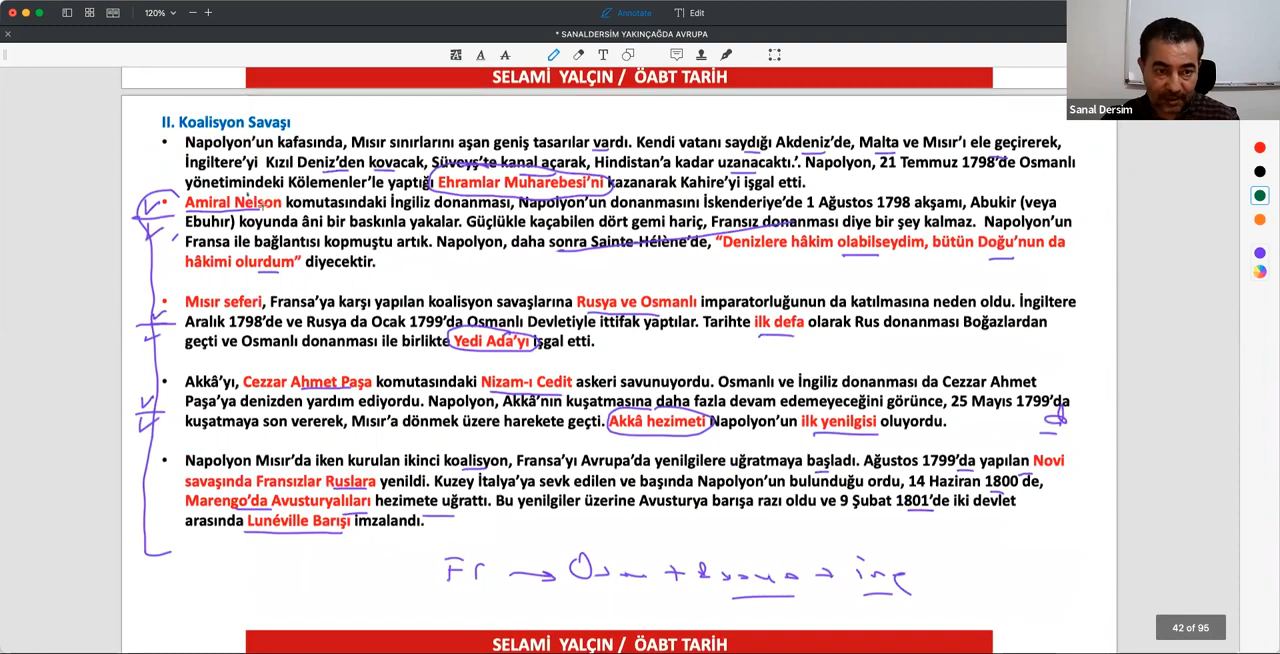 120%
Annotate
Edit
* SANALDERSİM YAKINÇAĞDA AVRUPA
SELAMİ YALÇIN / ÖABT TARİH
Sanal Dersim
II. Koalisyon Savaşı
• Napolyon'un kafasında, Mısır sınırlarını aşan geniş tasarılar vardı. Kendi vatanı saydığı Akdeniz'de, Malta ve Mısır'ı ele geçirerek,
İngiltere'yi Kızıl Deniz'den kovacak, Süveyş'te kanal açarak, Hindistan'a kadar uzanacaktı.'. Napolyon, 21 Temmuz 1798'de Osmanlı
yönetimindeki Kölemenler'le yaptığı Ehramlar Muharebesi'ni kazanarak Kahire'yi işgal etti.
• Amiral Nelson komutasındaki İngiliz donanması, Napolyon'un donanmasını İskenderiye'de 1 Ağustos 1798 akşamı, Abukir (veya
Ebuhır) koyunda âni bir baskınla yakalar. Güçlükle kaçabilen dört gemi hariç, Fransız donanması diye bir şey kalmaz. Napolyon'un
Fransa ile bağlantısı kopmuştu artık. Napolyon, daha sonra Sainte-Hélène'de, “Denizlere hâkim olabilseydim, bütün Doğu'nun da
hâkimi olurdum” diyecektir.
• Mısır seferi, Fransa'ya karşı yapılan koalisyon savaşlarına Rusya ve Osmanlı imparatorluğunun da katılmasına neden oldu. İngiltere
Aralık 1798'de ve Rusya da Ocak 1799'da Osmanlı Devletiyle ittifak yaptılar. Tarihte ilk defa olarak Rus donanması Boğazlardan
geçti ve Osmanlı donanması ile birlikte Yedi Ada'yı işgal etti.
• Akkâ'yı, Cezzar Ahmet Paşa komutasındaki Nizam-ı Cedit askeri savunuyordu. Osmanlı ve İngiliz donanması da Cezzar Ahmet
Paşa'ya denizden yardım ediyordu. Napolyon, Akkâ'nın kuşatmasına daha fazla devam edemeyeceğini görünce, 25 Mayıs 1799'da
kuşatmaya son vererek, Mısır'a dönmek üzere harekete geçti. Akkâ hezimeti Napolyon'un ilk yenilgisi oluyordu.
• Napolyon Mısır'da iken kurulan ikinci koalisyon, Fransa'yı Avrupa'da yenilgilere uğratmaya başladı. Ağustos 1799'da yapılan Novi
savaşında Fransızlar Ruslara yenildi. Kuzey İtalya'ya sevk edilen ve başında Napolyon'un bulunduğu ordu, 14 Haziran 1800'de,
Marengo'da Avusturyalıları hezimete uğrattı. Bu yenilgiler üzerine Avusturya barışa razı oldu ve 9 Şubat 1801'de iki devlet
arasında Lunéville Barışı imzalandı.
Fr → Osm + → ing
42 of 95
SELAMİ YALÇIN / ÖABT TARİH